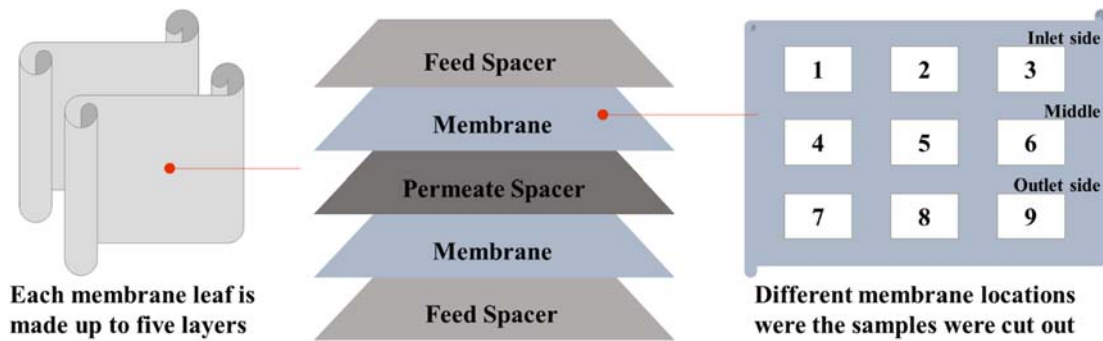 Each membrane leaf is
made up to five layers
Feed Spacer
Membrane
Permeate Spacer
Membrane
Feed Spacer
Inlet side
1 2 3
Middle
4 5 6
Outlet side
7 8 9
Different membrane locations
were the samples were cut out